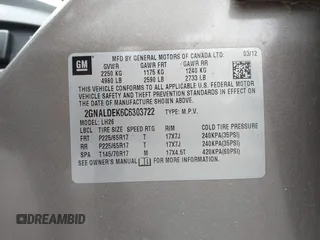 GM
MFD BY GENERAL MOTORS OF CANADA LTD.
03/12
GVWR GAWR FRT GAWR RR
2250 KG 1175 KG 1240 KG
4960 LB 2590 LB 2733 LB
THIS VEHICLE CONFORMS TO ALL APPLICABLE U.S. FEDERAL MOTOR
VEHICLE SAFETY AND THEFT PREVENTION STANDARDS IN
EFFECT ON THE DATE OF MANUFACTURE SHOWN ABOVE.
2GNALDEK6C6303722 TYPE: M.P.V.
MODEL: LH26
LBCL TIRE SIZE SPEED RTG RIM COLD TIRE PRESSURE
FRT P225/65R17 T 17X7J 240KPA(35PSI)
RR P225/65R17 T 17X7J 240KPA(35PSI)
SPA T145/70R17 M 17X4.5T 420KPA(60PSI)
SEE OWNER'S MANUAL FOR ADDITIONAL INFORMATION.
DREAMBID